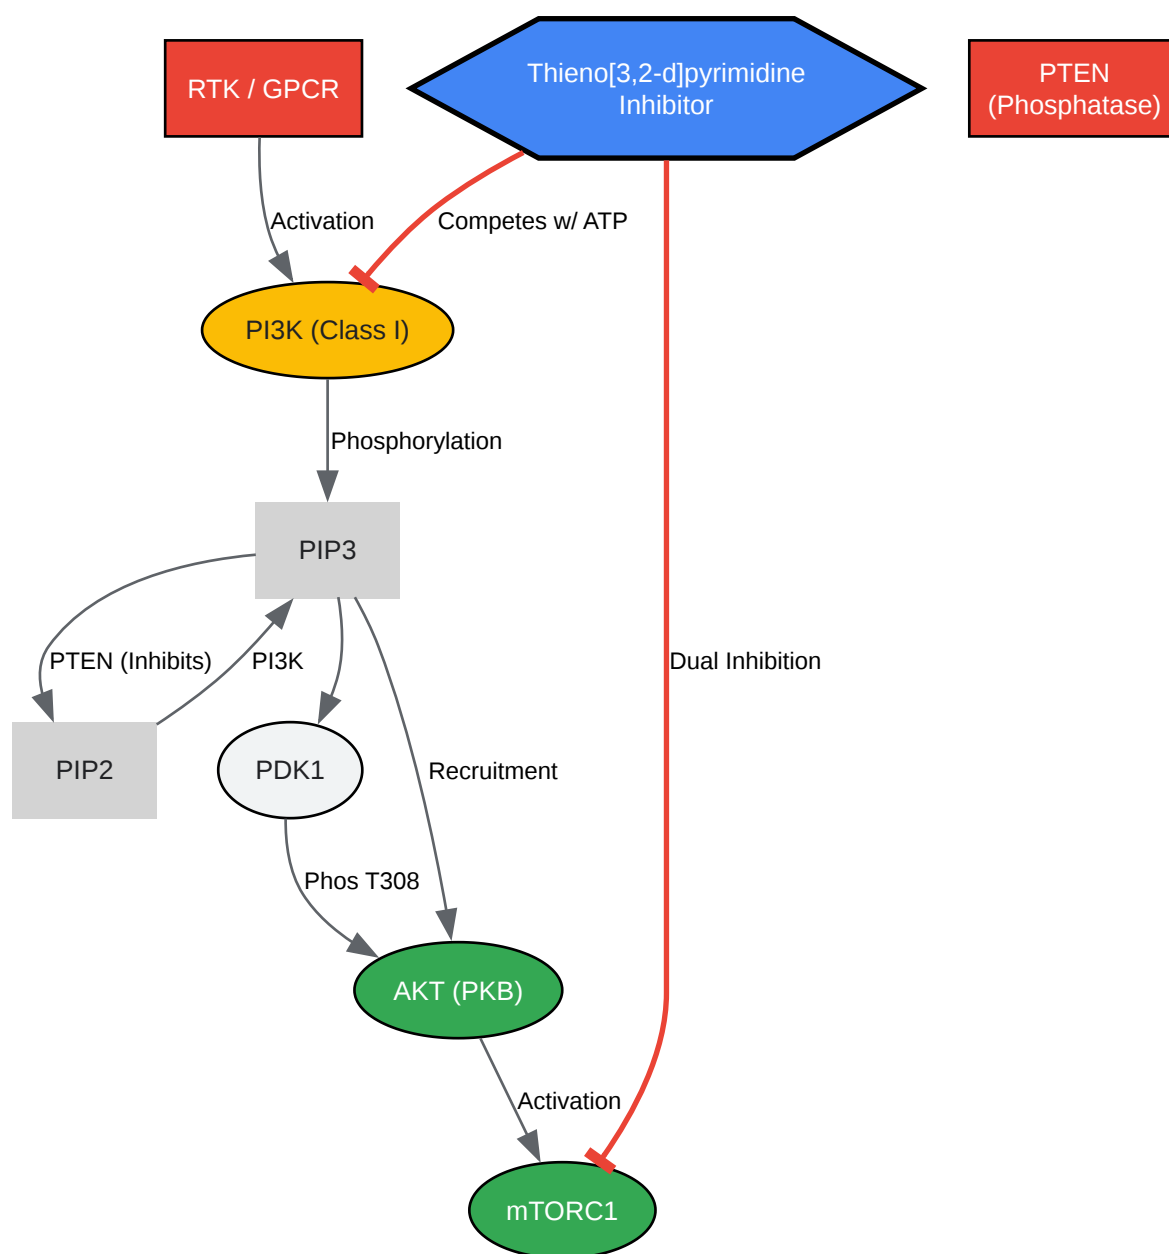 RTK / GPCR
Thieno[3,2-d]pyrimidine
Inhibitor
PTEN
(Phosphatase)
Activation
Competes w/ ATP
PI3K (Class I)
Phosphorylation
PIP3
PTEN (Inhibits)
PI3K
Dual Inhibition
PIP2
PDK1
Recruitment
Phos T308
AKT (PKB)
Activation
mTORC1